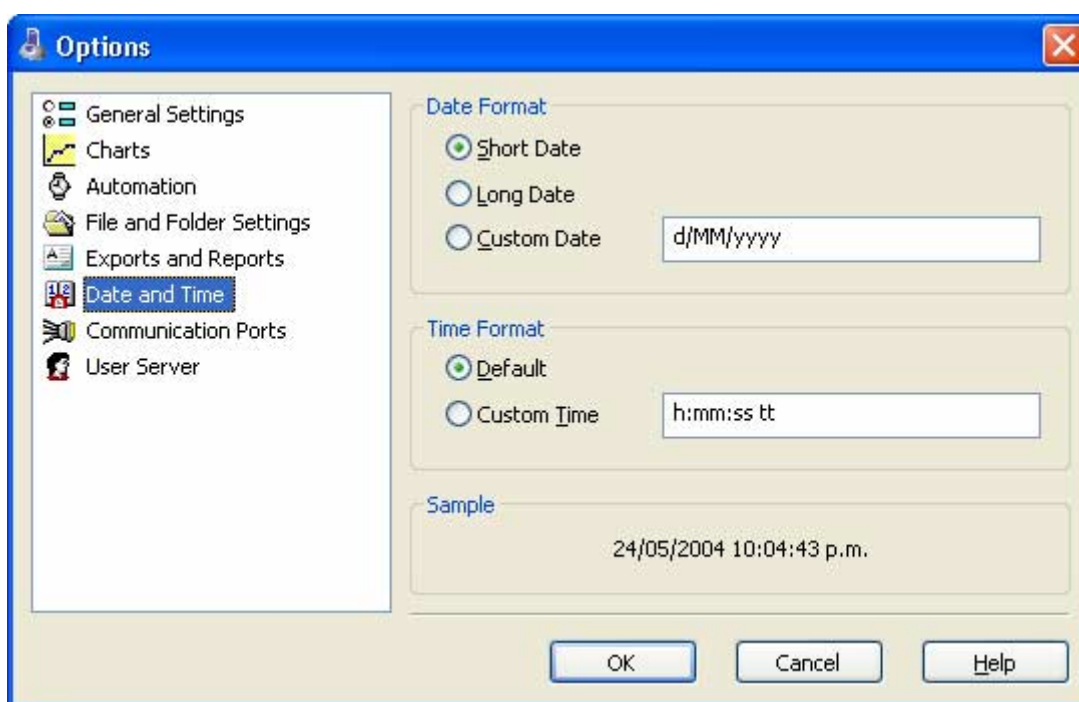 Options
General Settings
Charts
Automation
File and Folder Settings
Exports and Reports
Date and Time
Communication Ports
User Server
Date Format
Short Date
Long Date
Custom Date d/MM/yyyy
Time Format
Default
Custom Time h:mm:ss tt
Sample
24/05/2004 10:04:43 p.m.
OK Cancel Help